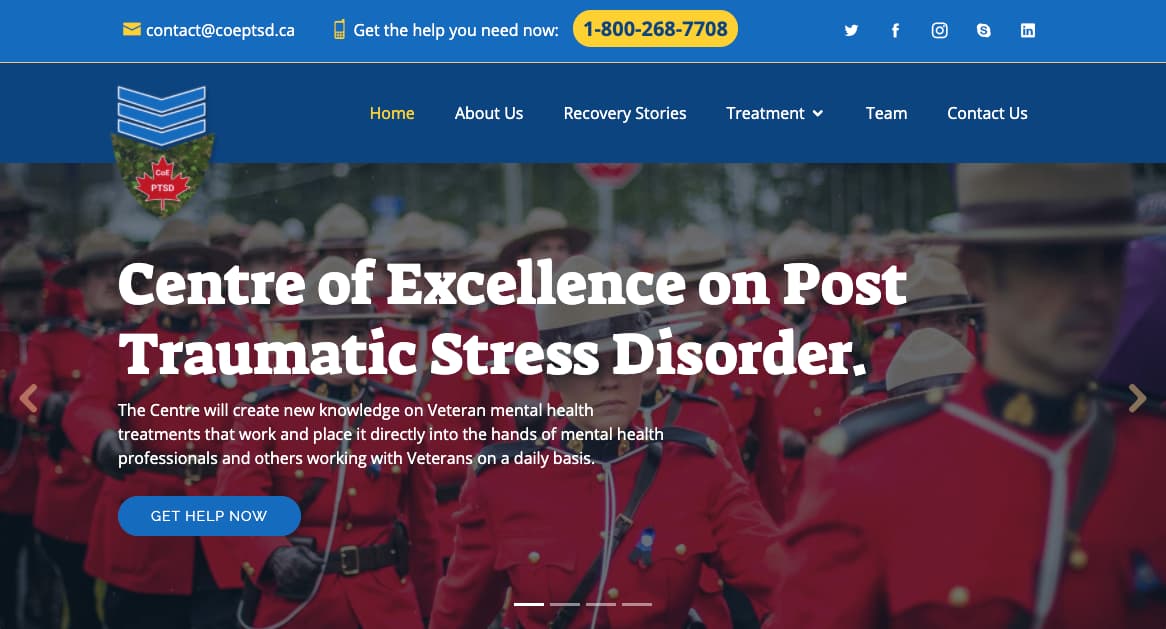 contact@coeptsd.ca
Get the help you need now:
1-800-268-7708
Home
About Us
Recovery Stories
Treatment
Team
Contact Us
CoE
PTSD
Centre of Excellence on Post
Traumatic Stress Disorder.
The Centre will create new knowledge on Veteran mental health
treatments that work and place it directly into the hands of mental health
professionals and others working with Veterans on a daily basis.
GET HELP NOW